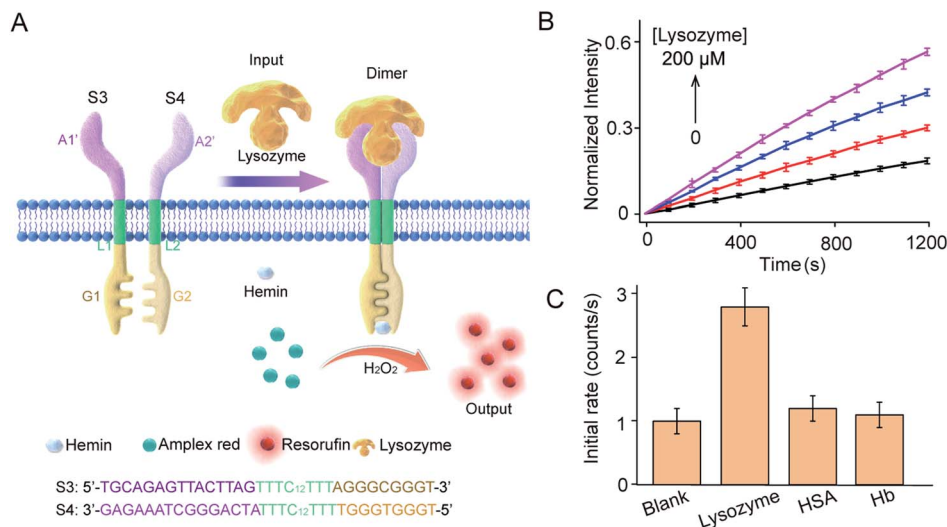 A
Input
Dimer
S3
S4
A1'
A2'
Lysozyme
L1
L2
G1
G2
Hemin
H₂O₂
Output
Hemin
Amplex red
Resorufin
Lysozyme
S3: 5'-TGCAGAGTTACTTAGTTTC₁₂TTTAGGGCGGGT-3'
S4: 3'-GAGAAATCGGGACTATTTC₁₂TTTTGGGTGGGT-5'
B
[Lysozyme]
200 μM
0
Normalized Intensity
0.6
0.3
0
0
400
800
1200
Time (s)
C
Initial rate (counts/s)
3
2
1
0
Blank
Lysozyme
HSA
Hb